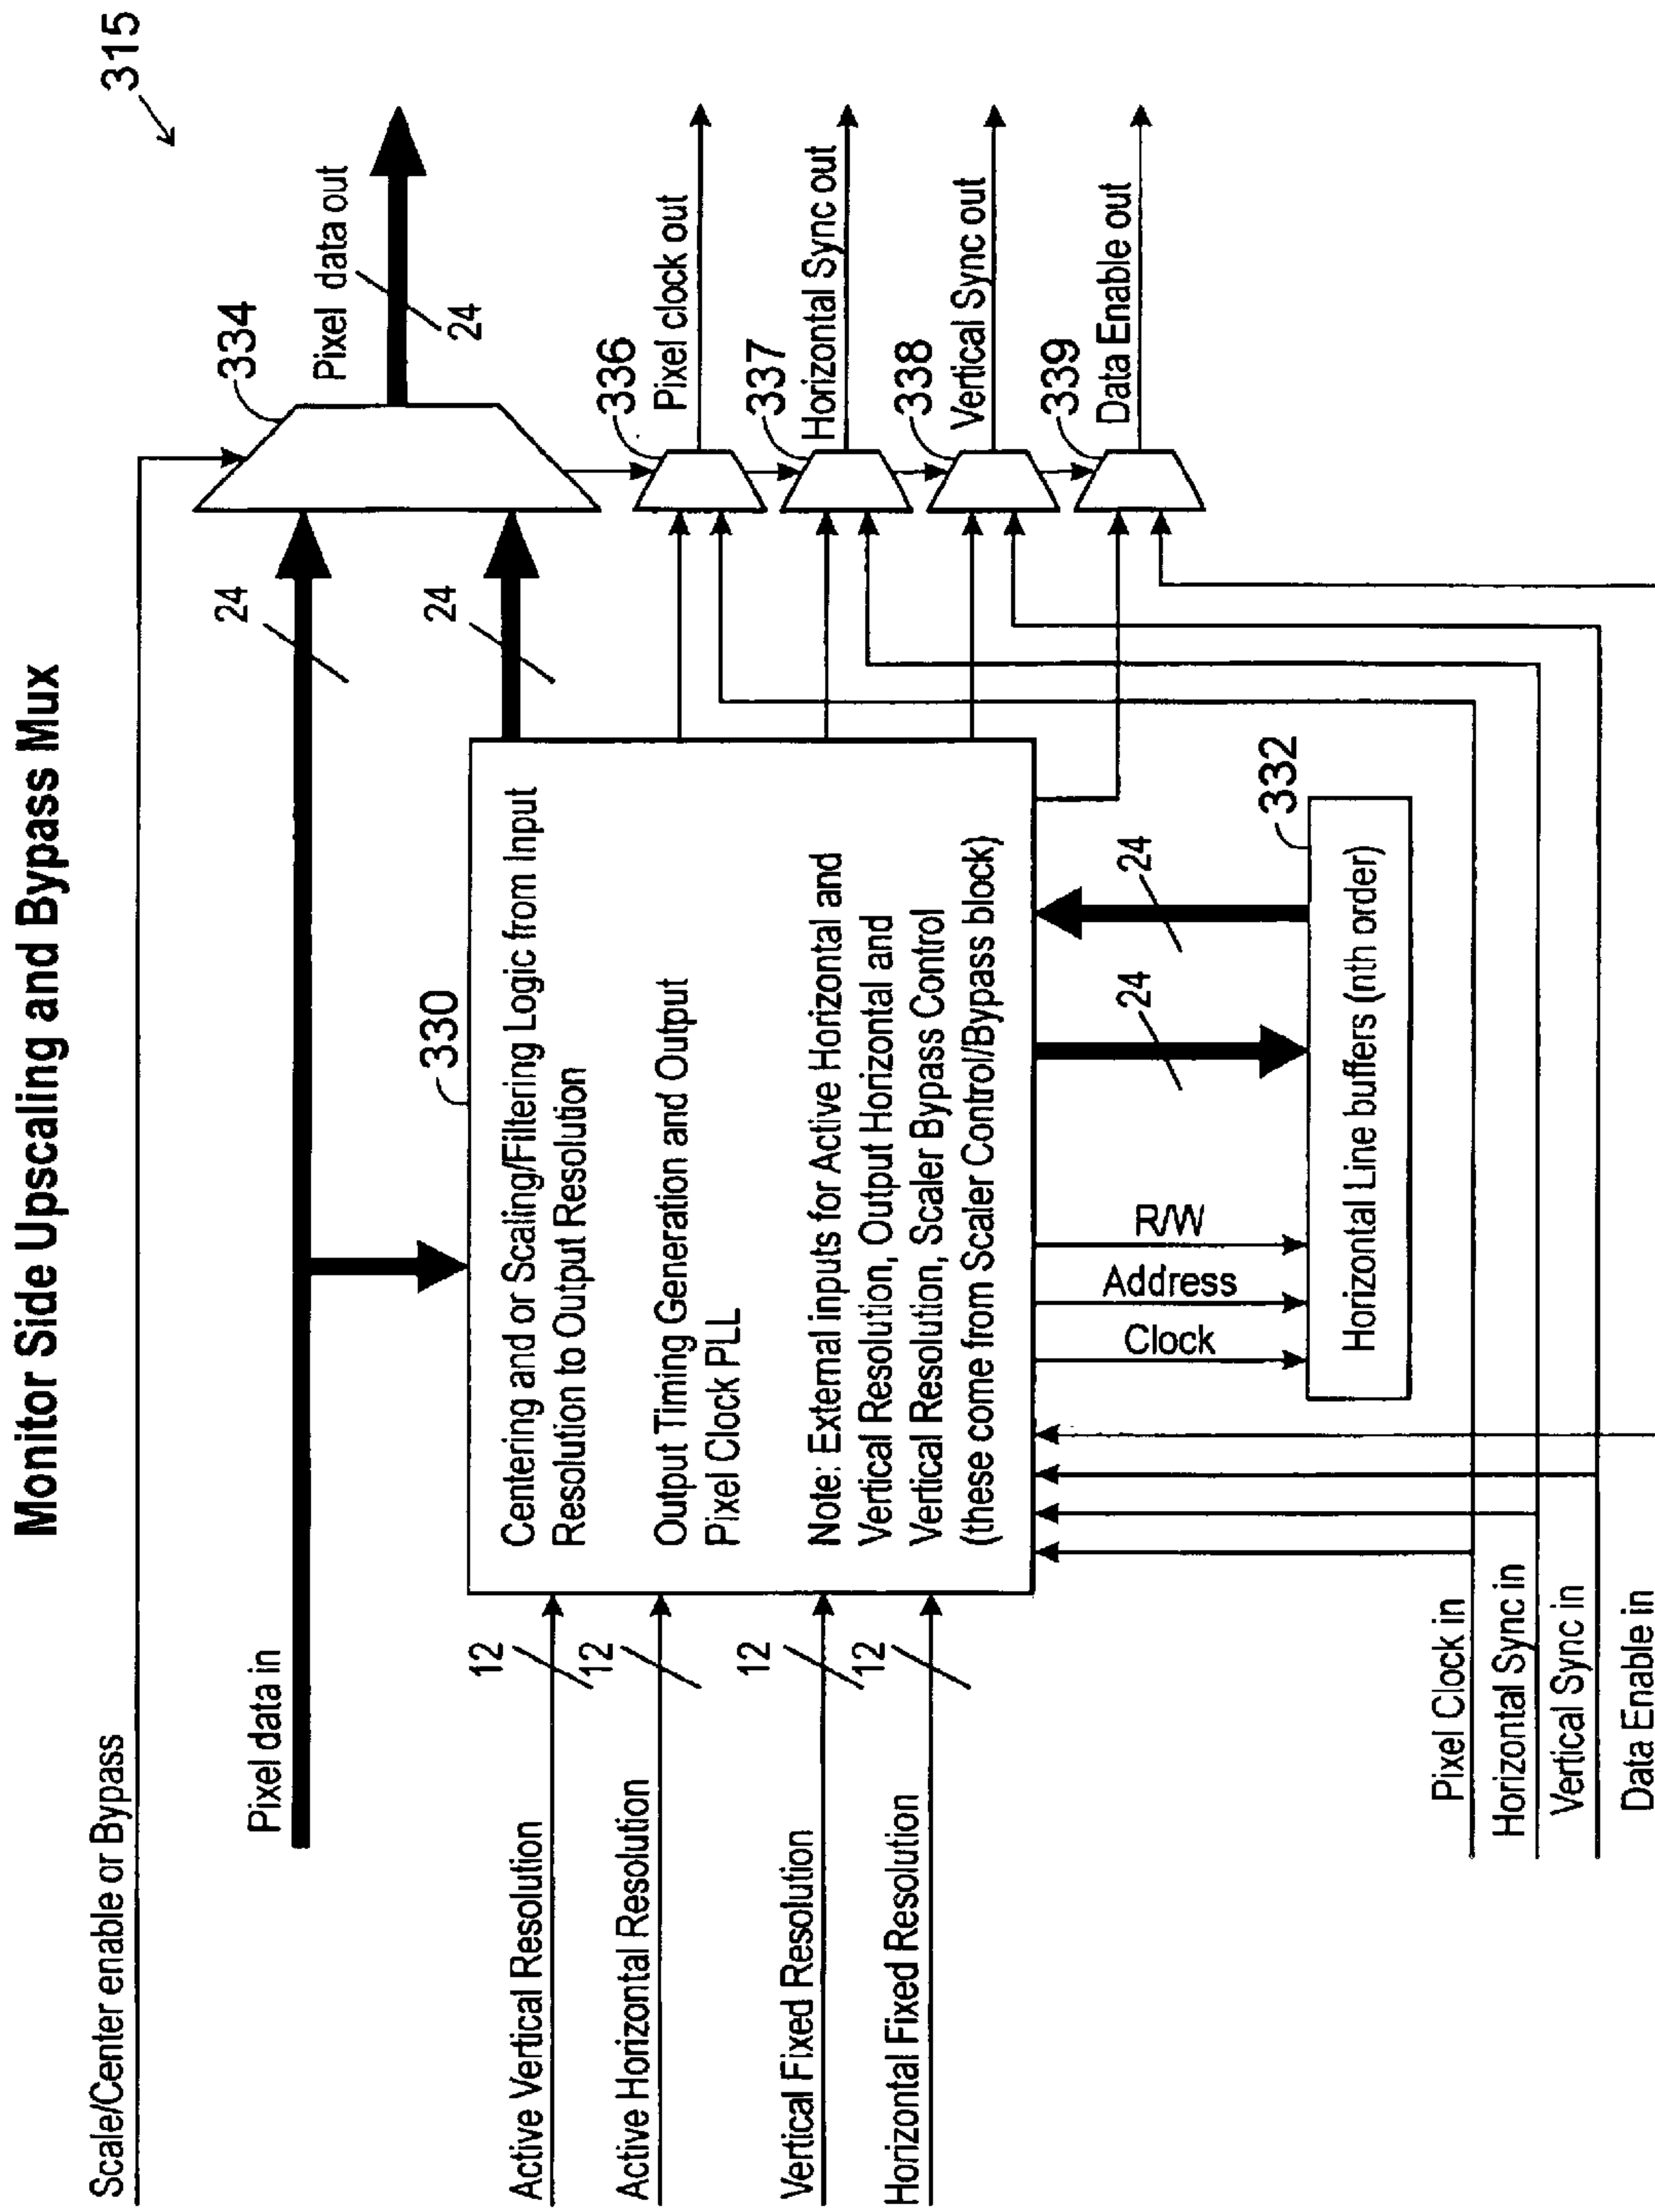 Monitor Side Upscaling and Bypass Mux
315
Scale/Center enable or Bypass
Pixel data in
24
334
Pixel data out
24
24
330
Centering and or Scaling/Filtering Logic from Input
Resolution to Output Resolution
Output Timing Generation and Output
Pixel Clock PLL
Note: External inputs for Active Horizontal and
Vertical Resolution, Output Horizontal and
Vertical Resolution, Scaler Bypass Control
(these come from Scaler Control/Bypass block)
Active Vertical Resolution
12
Active Horizontal Resolution
12
Vertical Fixed Resolution
12
Horizontal Fixed Resolution
12
336
Pixel clock out
337
Horizontal Sync out
338
Vertical Sync out
339
Data Enable out
Clock
Address
R/W
24
24
332
Horizontal Line buffers (nth order)
Pixel Clock in
Horizontal Sync in
Vertical Sync in
Data Enable in